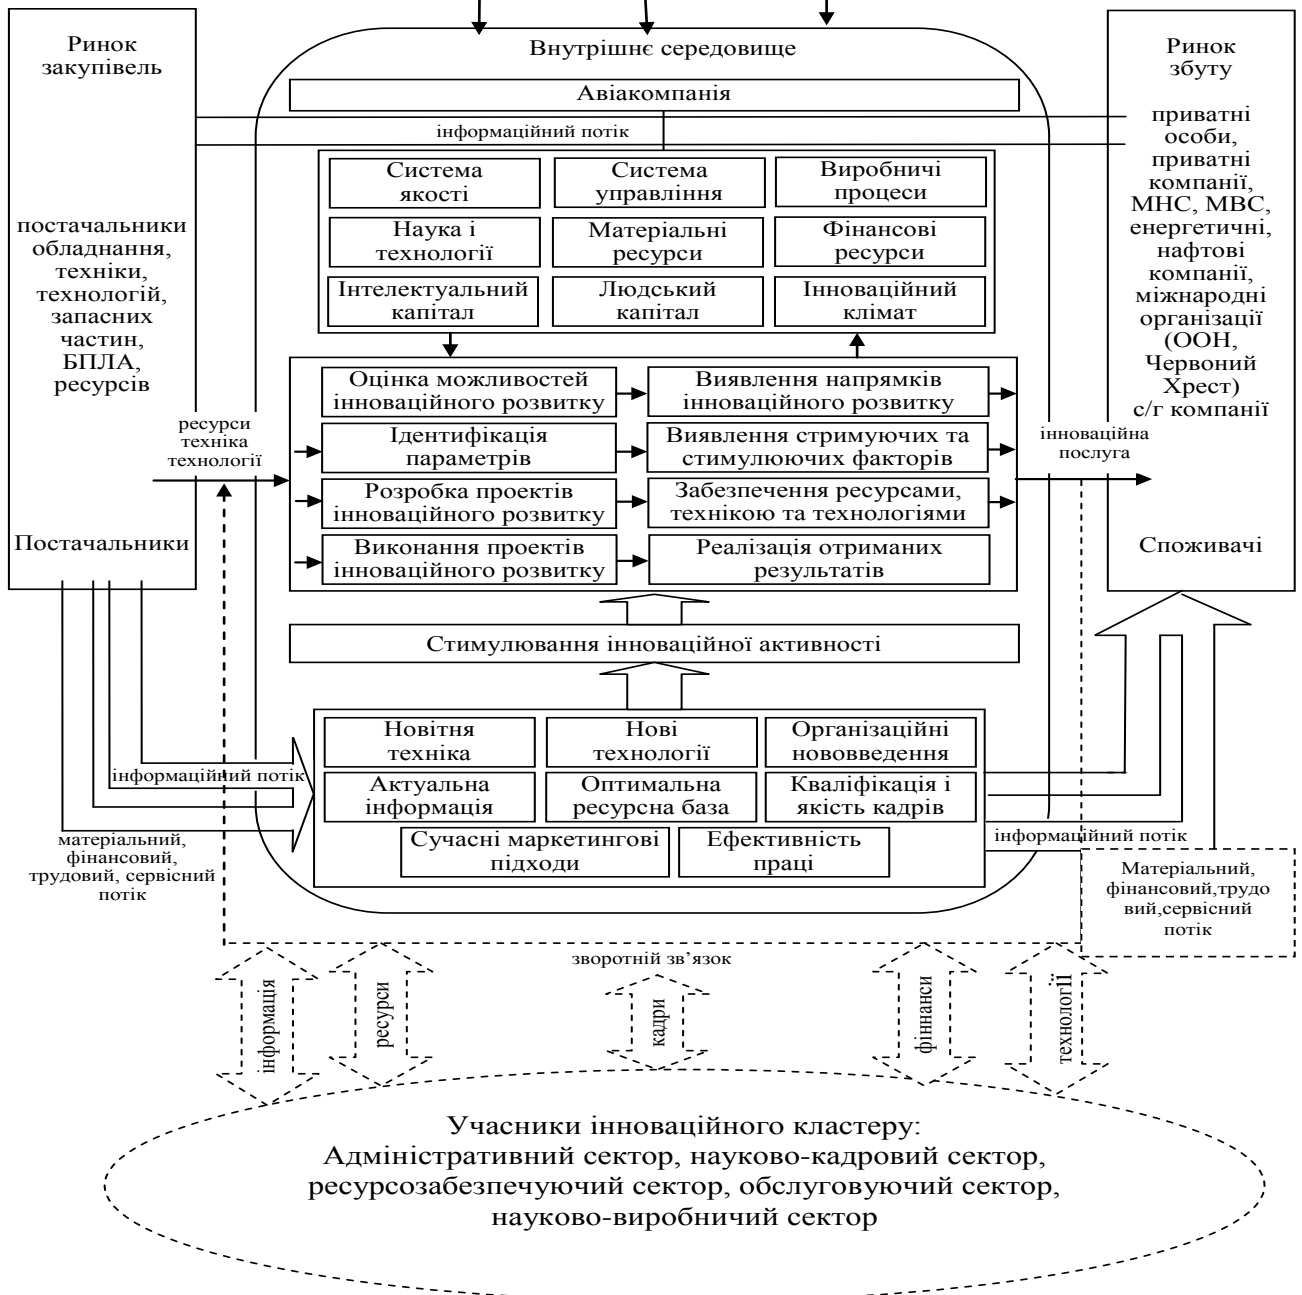 Ринок
закупівель
постачальники
обладнання,
техніки,
технологій,
запасних
частин,
БПЛА,
ресурсів
Постачальники
Внутрішнє середовище
Авіакомпанія
інформаційний потік
Система
якості
Система
управління
Виробничі
процеси
Наука і
технології
Матеріальні
ресурси
Фінансові
ресурси
Інтелектуальний
капітал
Людський
капітал
Інноваційний
клімат
Ринок
збуту
приватні
особи,
приватні
компанії,
МНС, МВС,
енергетичні,
нафтові
компанії,
міжнародні
організації
(ООН,
Червоний
Хрест)
с/г компанії
Споживачі
ресурси
техніка
технології
Оцінка можливостей
інноваційного розвитку
Виявлення напрямків
інноваційного розвитку
Ідентифікація
параметрів
Виявлення стримуючих та
стимулюючих факторів
Розробка проектів
інноваційного розвитку
Забезпечення ресурсами,
технікою та технологіями
Виконання проектів
інноваційного розвитку
Реалізація отриманих
результатів
інноваційна
послуга
Стимулювання інноваційної активності
Новітня
техніка
Нові
технології
Організаційні
нововведення
Актуальна
інформація
Оптимальна
ресурсна база
Кваліфікація і
якість кадрів
Сучасні маркетингові
підходи
Ефективність
праці
інформаційний потік
матеріальний,
фінансовий,
трудовий, сервісний
потік
інформаційний потік
Матеріальний,
фінансовий,трудо
вий,сервісний
потік
зворотній зв’язок
інформація
ресурси
кадри
фіннанси
технології
Учасники інноваційного кластеру:
Адміністративний сектор, науково-кадровий сектор,
ресурсозабезпечуючий сектор, обслуговуючий сектор,
науково-виробничий сектор